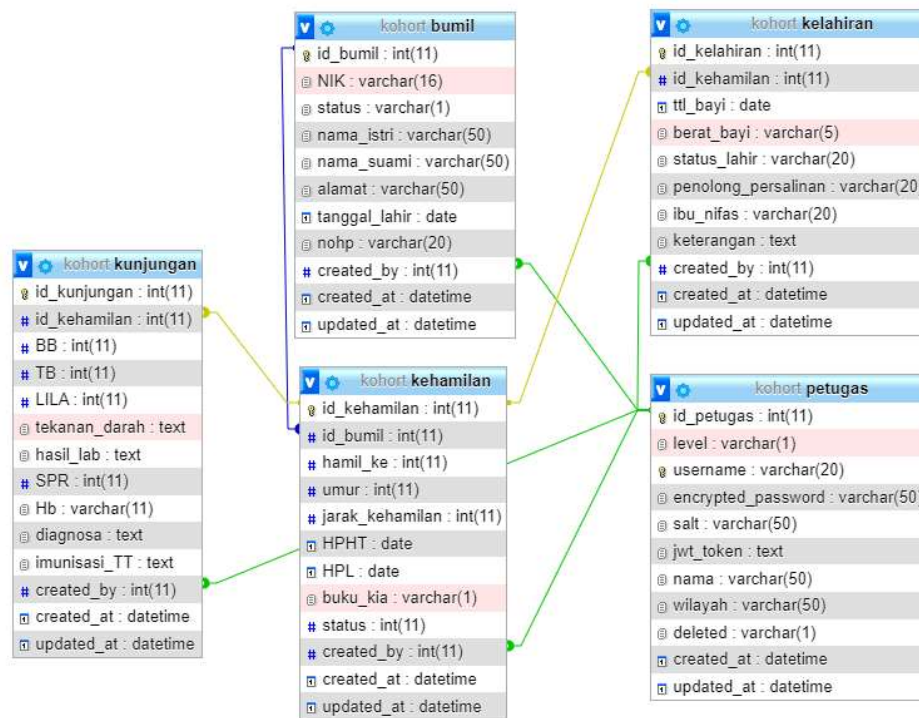 kohort bumil
id_bumil : int(11)
NIK : varchar(16)
status : varchar(1)
nama_istri : varchar(50)
nama_suami : varchar(50)
alamat : varchar(50)
tanggal_lahir : date
nohp : varchar(20)
created_by : int(11)
created_at : datetime
updated_at : datetime
kohort kelahiran
id_kelahiran : int(11)
id_kehamilan : int(11)
ttl_bayi : date
berat_bayi : varchar(5)
status_lahir : varchar(20)
penolong_persalinan : varchar(20
ibu_nifas : varchar(20)
keterangan : text
created_by : int(11)
created_at : datetime
updated_at : datetime
kohort kunjungan
id_kunjungan : int(11)
id_kehamilan : int(11)
BB : int(11)
TB : int(11)
LILA : int(11)
tekanan_darah : text
hasil_lab : text
SPR : int(11)
Hb : varchar(11)
diagnosa : text
imunisasi_TT : text
created_by : int(11)
created_at : datetime
updated_at : datetime
kohort kehamilan
id_kehamilan : int(11)
id_bumil : int(11)
hamil_ke : int(11)
umur : int(11)
jarak_kehamilan : int(11)
HPHT : date
HPL : date
buku_kia : varchar(1)
status : int(11)
created_by : int(11)
created_at : datetime
updated_at : datetime
kohort petugas
id_petugas : int(11)
level : varchar(1)
username : varchar(20)
encrypted_password : varchar(50
salt : varchar(50)
jwt_token : text
nama : varchar(50)
wilayah : varchar(50)
deleted : varchar(1)
created_at : datetime
updated_at : datetime